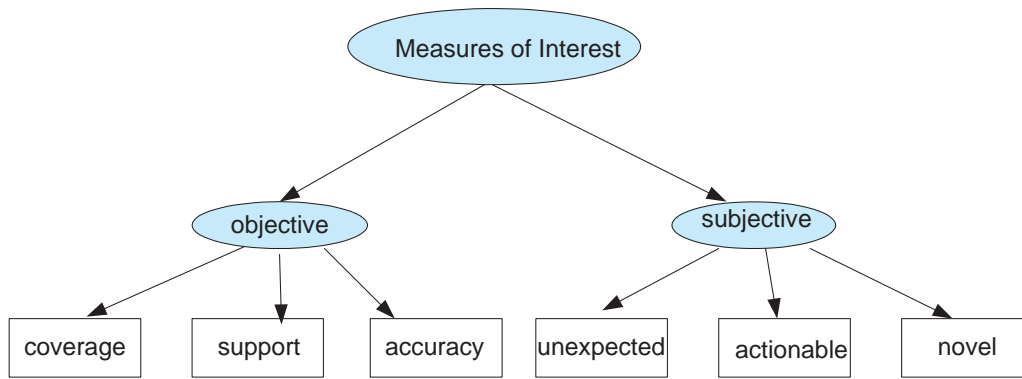 Measures of Interest
objective
subjective
coverage
support
accuracy
unexpected
actionable
novel